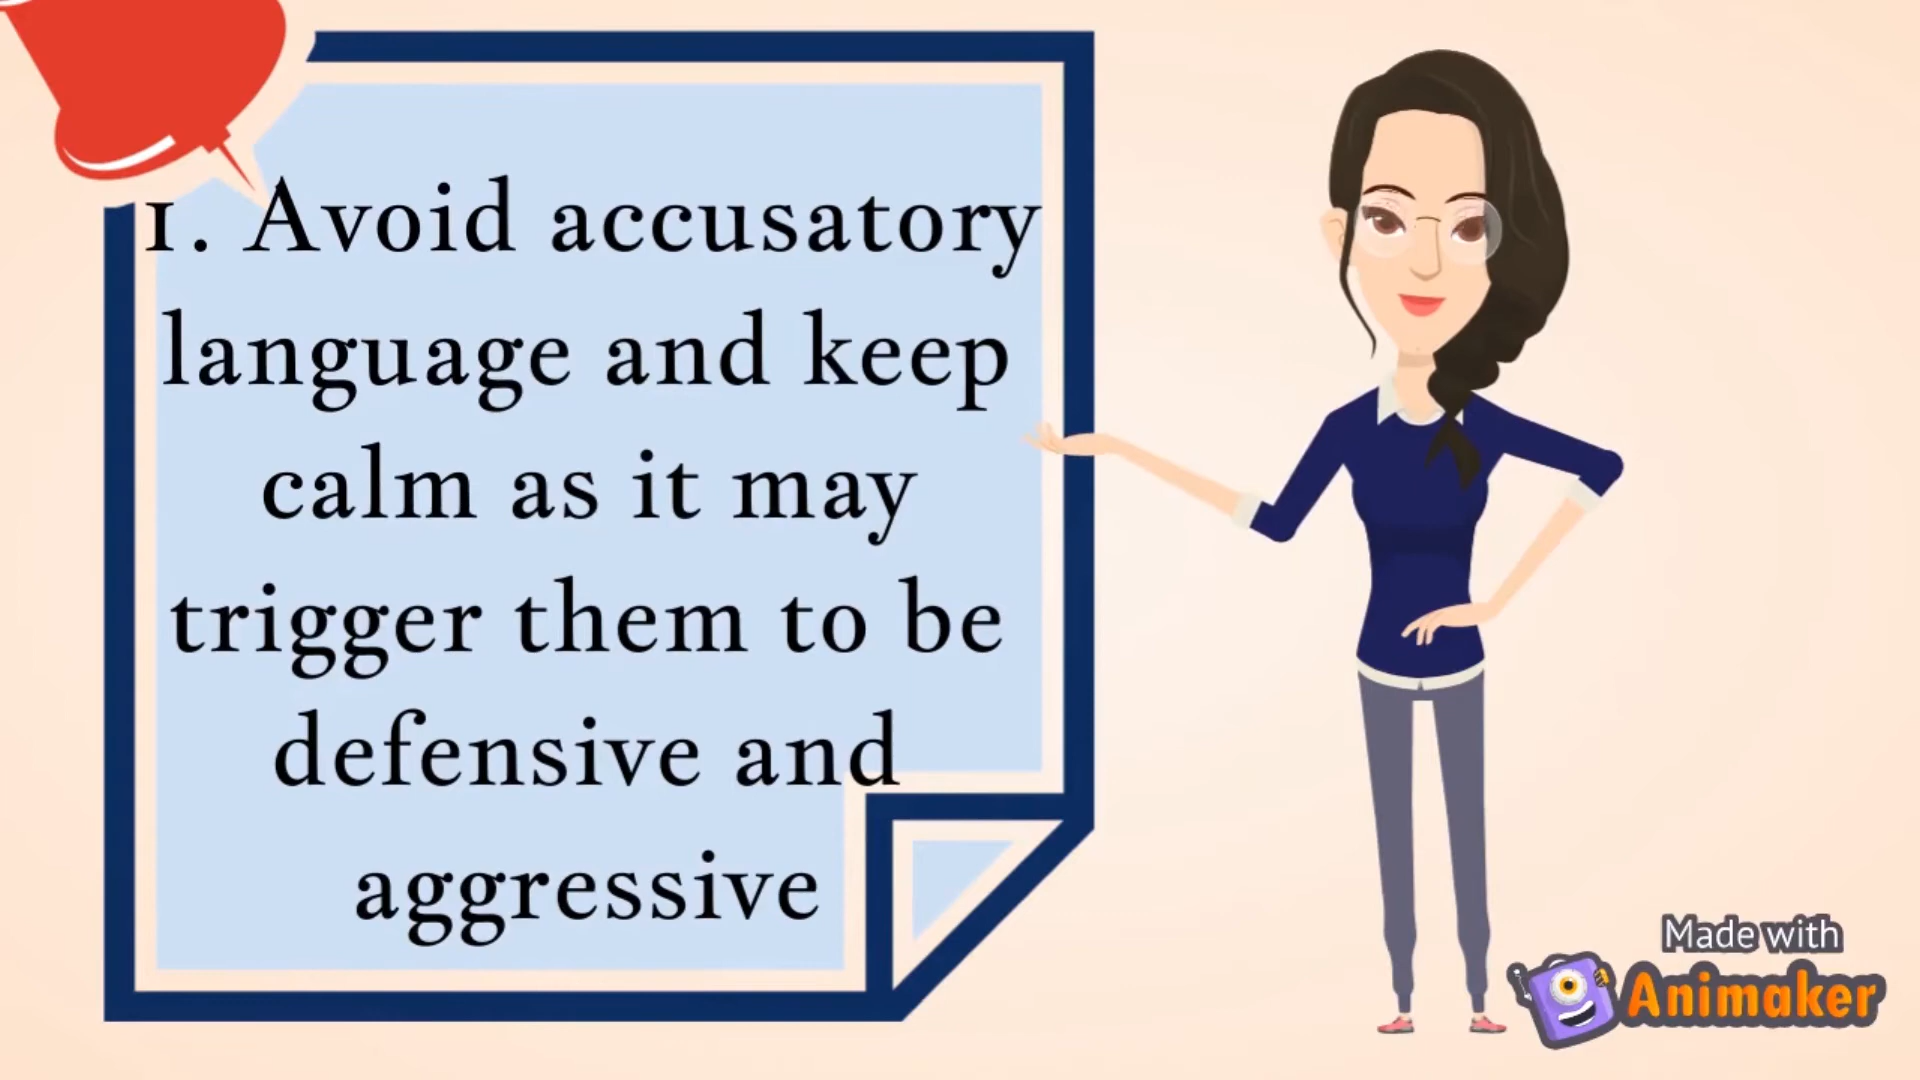 1. Avoid accusatory
language and keep
calm as it may
trigger them to be
defensive and
aggressive
Made with
Animaker